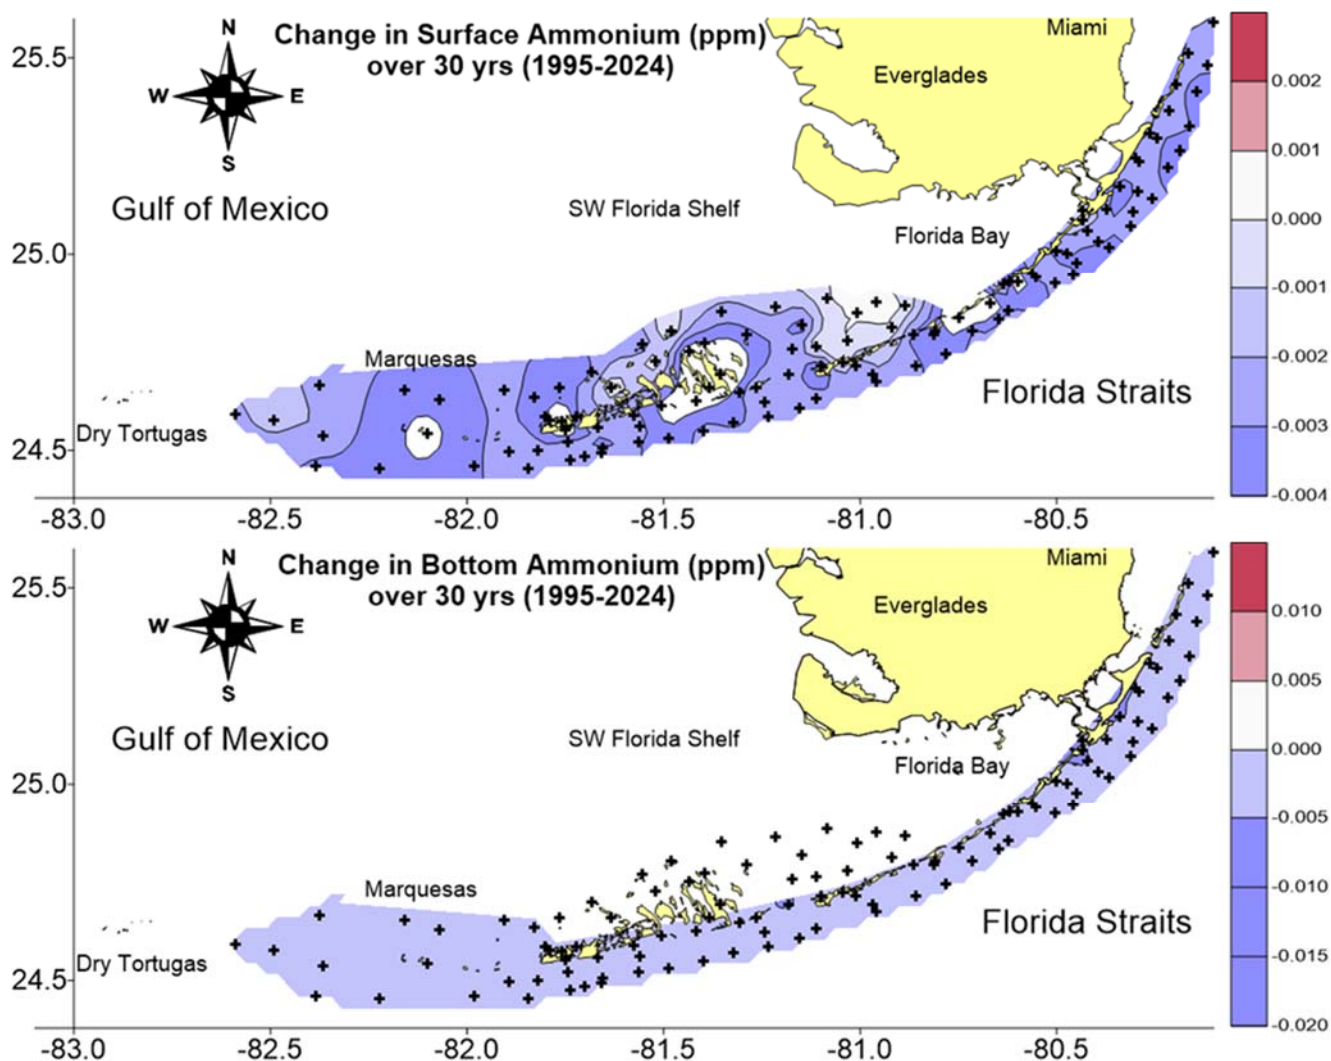 Change in Surface Ammonium (ppm)
over 30 yrs (1995-2024)
N
W E
S
Miami
Everglades
Gulf of Mexico
SW Florida Shelf
Florida Bay
Marquesas
Dry Tortugas
Florida Straits
25.5
25.0
24.5
-83.0 -82.5 -82.0 -81.5 -81.0 -80.5
0.002
0.001
0.000
-0.001
-0.002
-0.003
-0.004
Change in Bottom Ammonium (ppm)
over 30 yrs (1995-2024)
N
W E
S
Miami
Everglades
Gulf of Mexico
SW Florida Shelf
Florida Bay
Marquesas
Dry Tortugas
Florida Straits
25.5
25.0
24.5
-83.0 -82.5 -82.0 -81.5 -81.0 -80.5
0.010
0.005
0.000
-0.005
-0.010
-0.015
-0.020